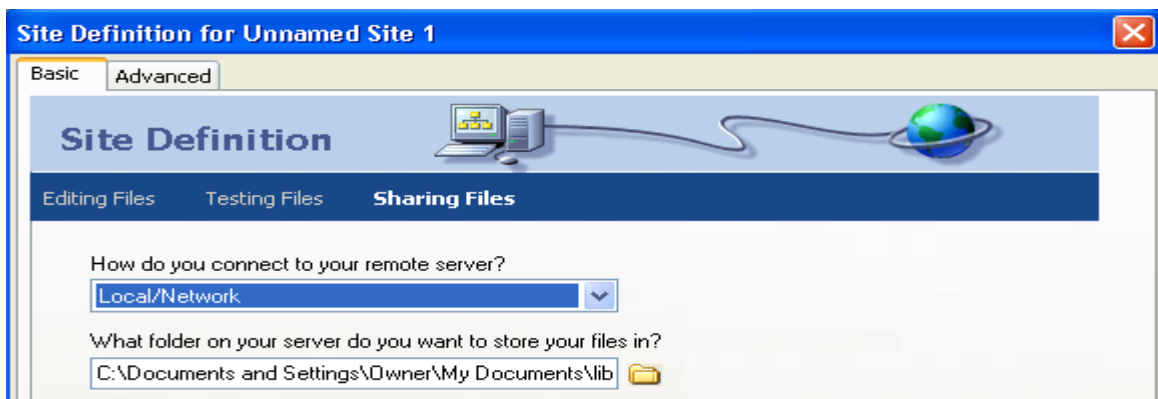 Site Definition for Unnamed Site 1
Basic Advanced
Site Definition
Editing Files Testing Files Sharing Files
How do you connect to your remote server?
Local/Network
What folder on your server do you want to store your files in?
C:\Documents and Settings\Owner\My Documents\lib